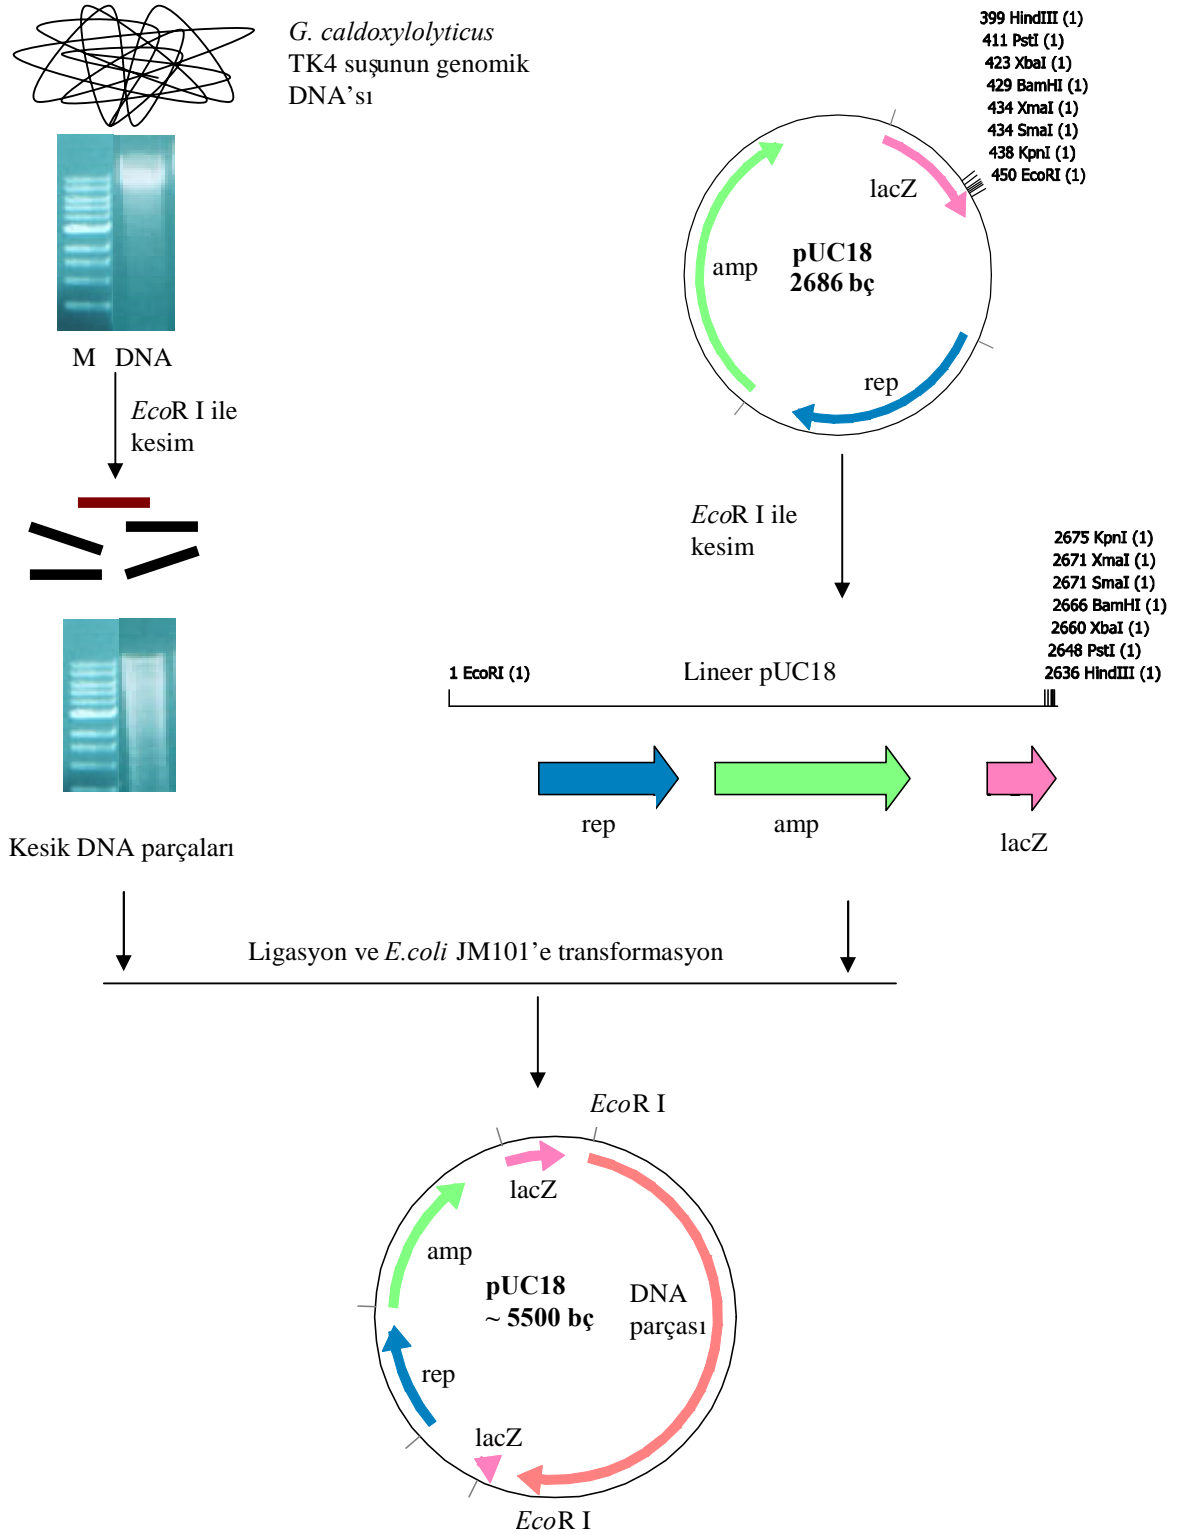 G. caldoxylolyticus
TK4 suşunun genomik
DNA'sı
M DNA
EcoR I ile
kesim
Kesik DNA parçaları
399 HindIII (1)
411 PstI (1)
423 XbaI (1)
429 BamHI (1)
434 XmaI (1)
434 SmaI (1)
438 KpnI (1)
450 EcoRI (1)
lacZ
amp
pUC18
2686 bç
rep
EcoR I ile
kesim
2675 KpnI (1)
2671 XmaI (1)
2671 SmaI (1)
2666 BamHI (1)
2660 XbaI (1)
2648 PstI (1)
2636 HindIII (1)
1 EcoRI (1)
Lineer pUC18
rep
amp
lacZ
Ligasyon ve E.coli JM101'e transformasyon
EcoR I
lacZ
amp
pUC18
~ 5500 bç
DNA
parçası
rep
lacZ
EcoR I